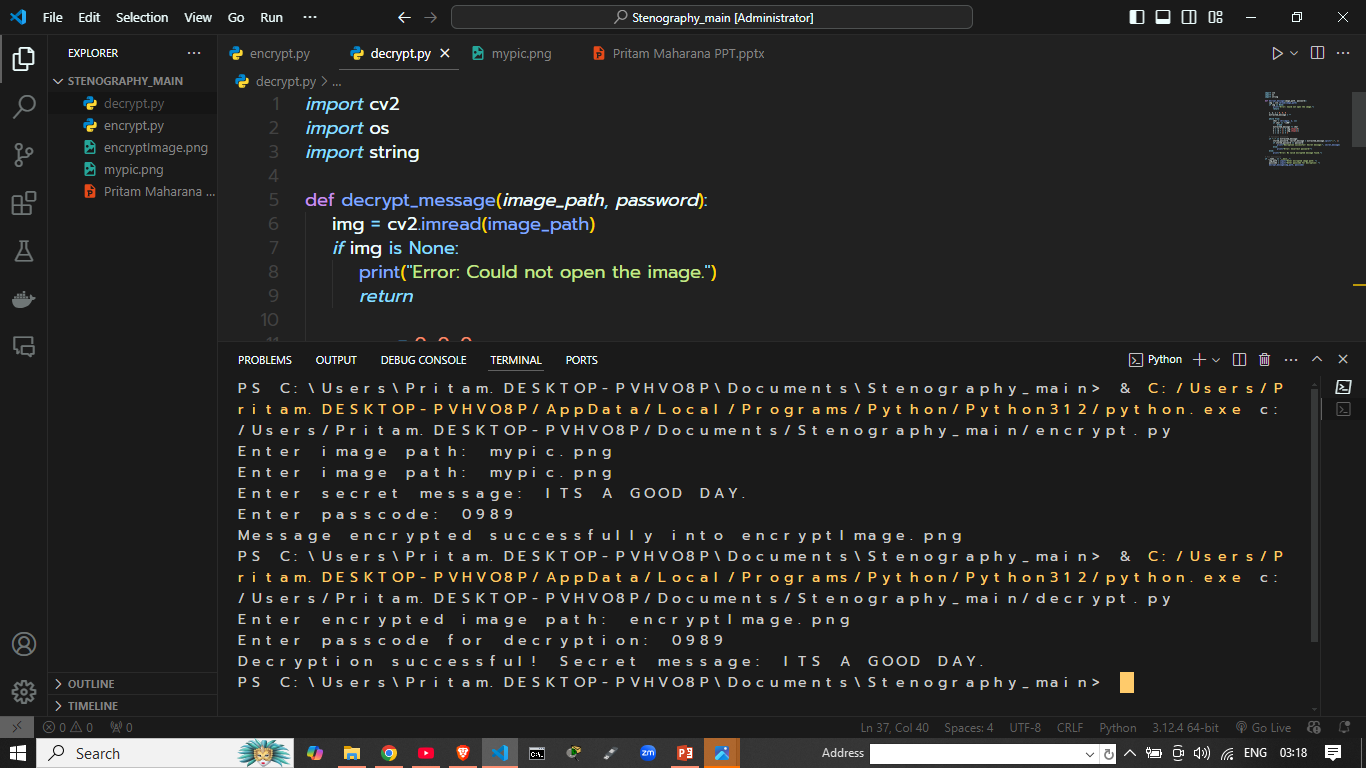 File Edit Selection View Go Run ···
Stenography_main [Administrator]
EXPLORER ···
STENOGRAPHY_MAIN
decrypt.py
encrypt.py
encryptImage.png
mypic.png
Pritam Maharana ...
OUTLINE
TIMELINE
encrypt.py decrypt.py mypic.png Pritam Maharana PPT.pptx
decrypt.py > ...
1 import cv2
2 import os
3 import string
4
5 def decrypt_message(image_path, password):
6 img = cv2.imread(image_path)
7 if img is None:
8 print("Error: Could not open the image.")
9 return
10
PROBLEMS OUTPUT DEBUG CONSOLE TERMINAL PORTS
Python
PS C:\Users\Pritam.DESKTOP-PVHVO8P\Documents\Stenography_main> & C:/Users/P
ritam.DESKTOP-PVHVO8P/AppData/Local/Programs/Python/Python312/python.exe c:
/Users/Pritam.DESKTOP-PVHVO8P/Documents/Stenography_main/encrypt.py
Enter image path: mypic.png
Enter image path: mypic.png
Enter secret message: ITS A GOOD DAY.
Enter passcode: 0989
Message encrypted successfully into encryptImage.png
PS C:\Users\Pritam.DESKTOP-PVHVO8P\Documents\Stenography_main> & C:/Users/P
ritam.DESKTOP-PVHVO8P/AppData/Local/Programs/Python/Python312/python.exe c:
/Users/Pritam.DESKTOP-PVHVO8P/Documents/Stenography_main/decrypt.py
Enter encrypted image path: encryptImage.png
Enter passcode for decryption: 0989
Decryption successful! Secret message: ITS A GOOD DAY.
PS C:\Users\Pritam.DESKTOP-PVHVO8P\Documents\Stenography_main>
0 0 0 Ln 37, Col 40 Spaces: 4 UTF-8 CRLF Python 3.12.4 64-bit Go Live
Search Address ENG 03:18